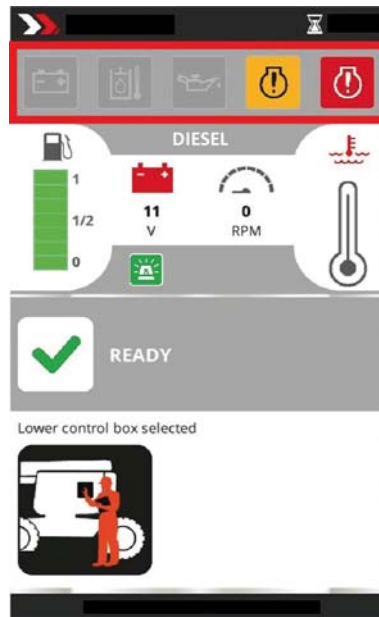 DIESEL
1
1/2
0
11
V
0
RPM
READY
Lower control box selected